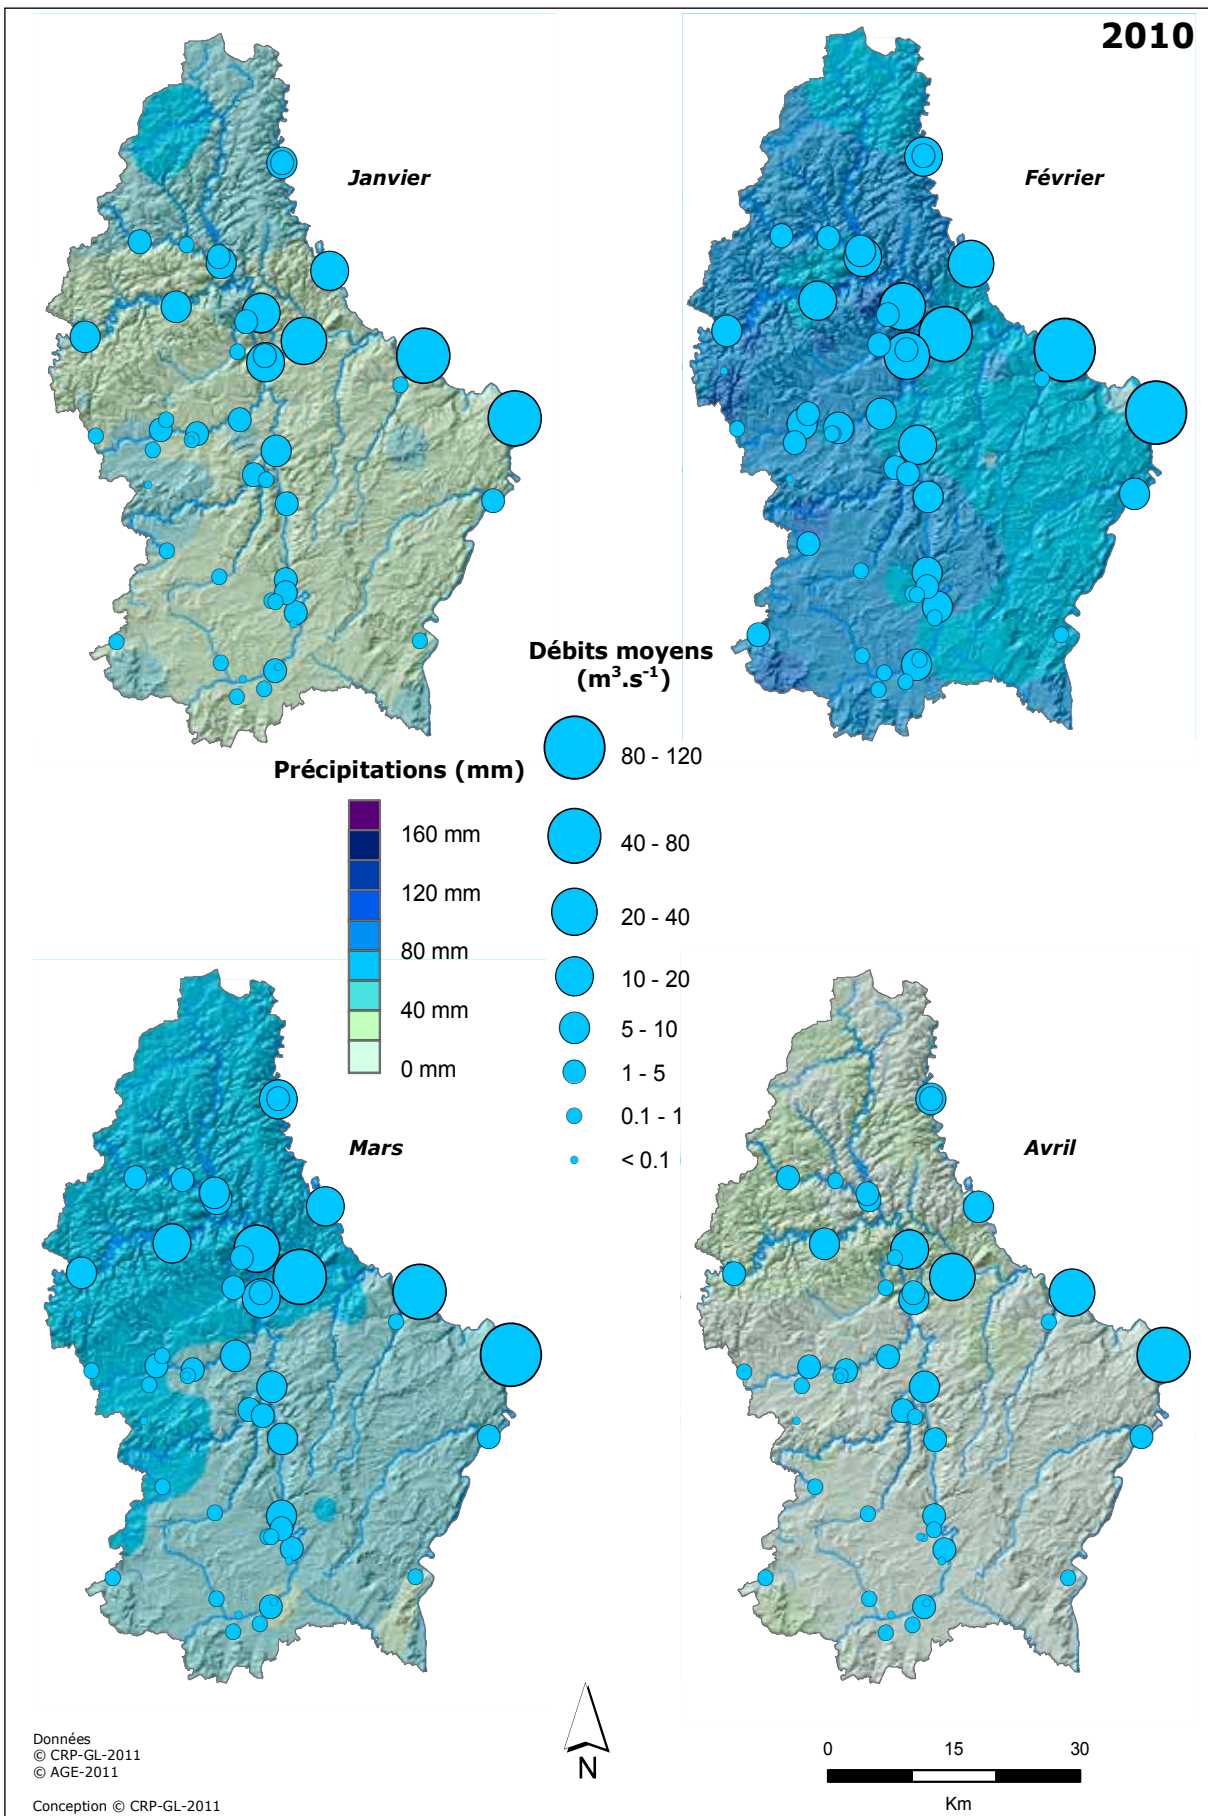 2010
Janvier
Février
Débits moyens
(m³.s⁻¹)
80 - 120
40 - 80
20 - 40
10 - 20
5 - 10
1 - 5
0.1 - 1
< 0.1
Précipitations (mm)
160 mm
120 mm
80 mm
40 mm
0 mm
Mars
Avril
Données
© CRP-GL-2011
© AGE-2011
Conception © CRP-GL-2011
N
0 15 30
Km